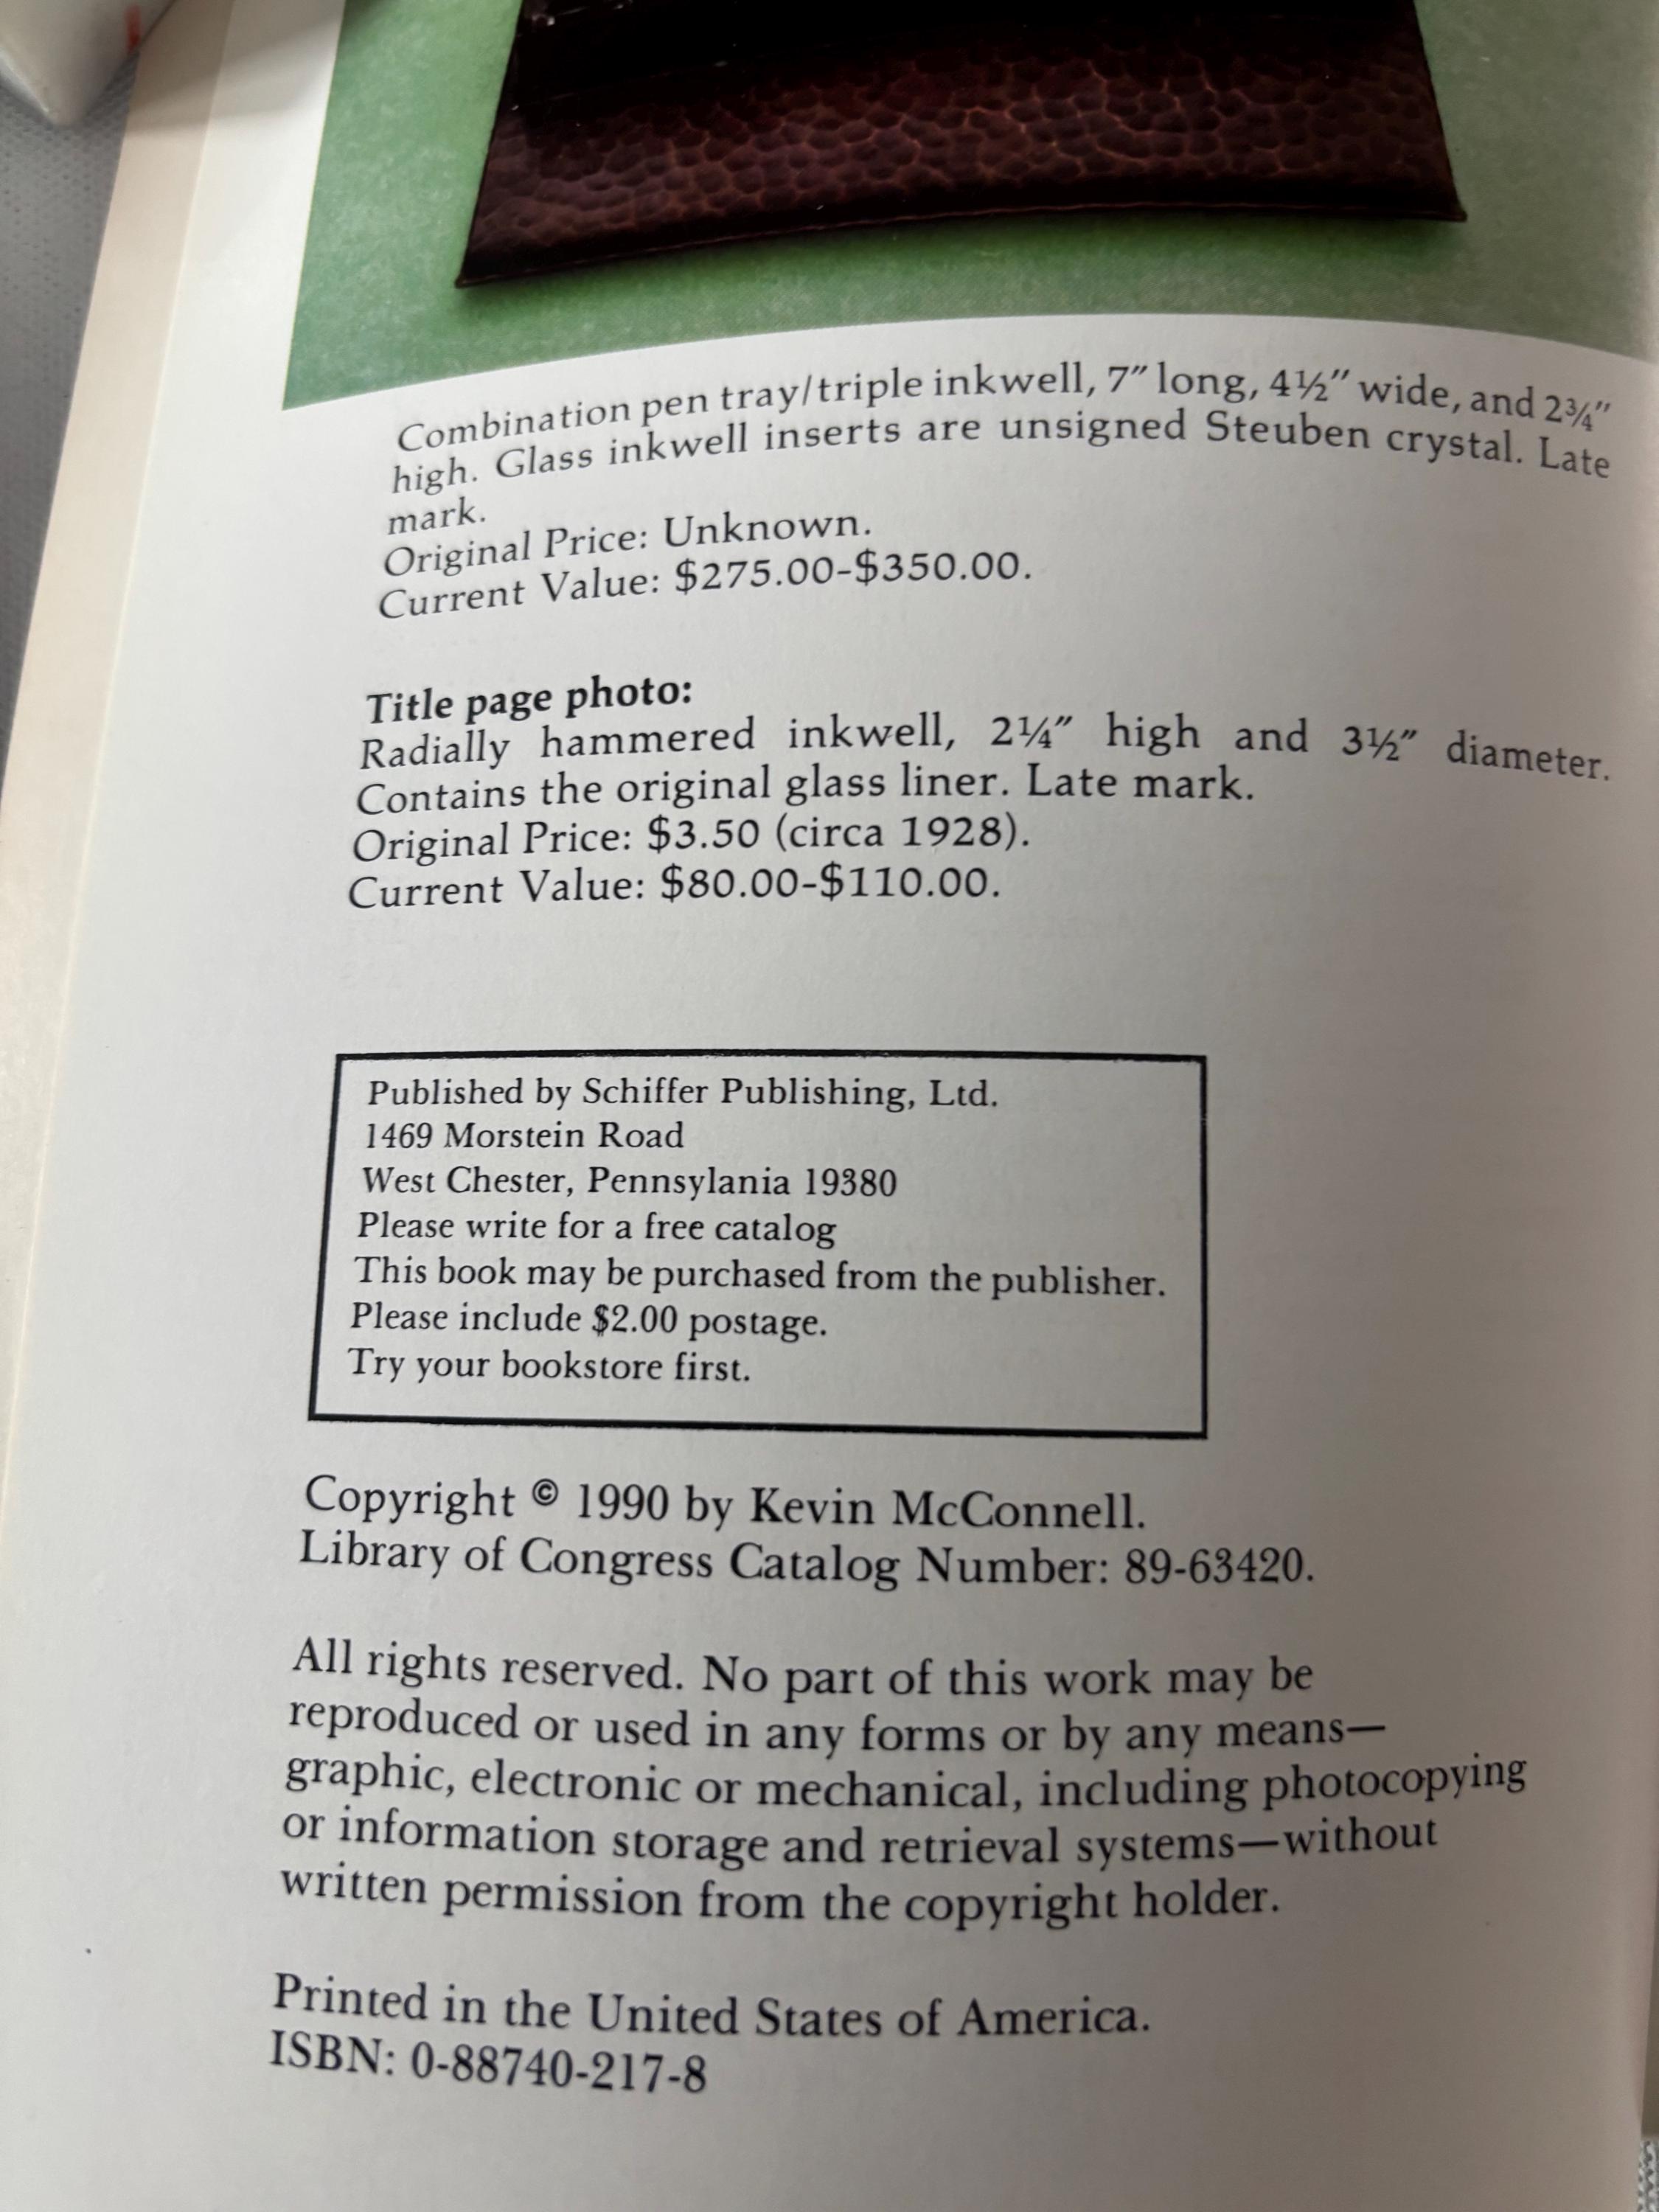 Combination pen tray/triple inkwell, 7" long, 4½" wide, and 2¾"
high. Glass inkwell inserts are unsigned Steuben crystal. Late
mark.
Original Price: Unknown.
Current Value: $275.00-$350.00.
Title page photo:
Radially hammered inkwell, 2¼" high and 3½" diameter.
Contains the original glass liner. Late mark.
Original Price: $3.50 (circa 1928).
Current Value: $80.00-$110.00.
Published by Schiffer Publishing, Ltd.
1469 Morstein Road
West Chester, Pennsylania 19380
Please write for a free catalog
This book may be purchased from the publisher.
Please include $2.00 postage.
Try your bookstore first.
Copyright © 1990 by Kevin McConnell.
Library of Congress Catalog Number: 89-63420.
All rights reserved. No part of this work may be
reproduced or used in any forms or by any means—
graphic, electronic or mechanical, including photocopying
or information storage and retrieval systems—without
written permission from the copyright holder.
Printed in the United States of America.
ISBN: 0-88740-217-8